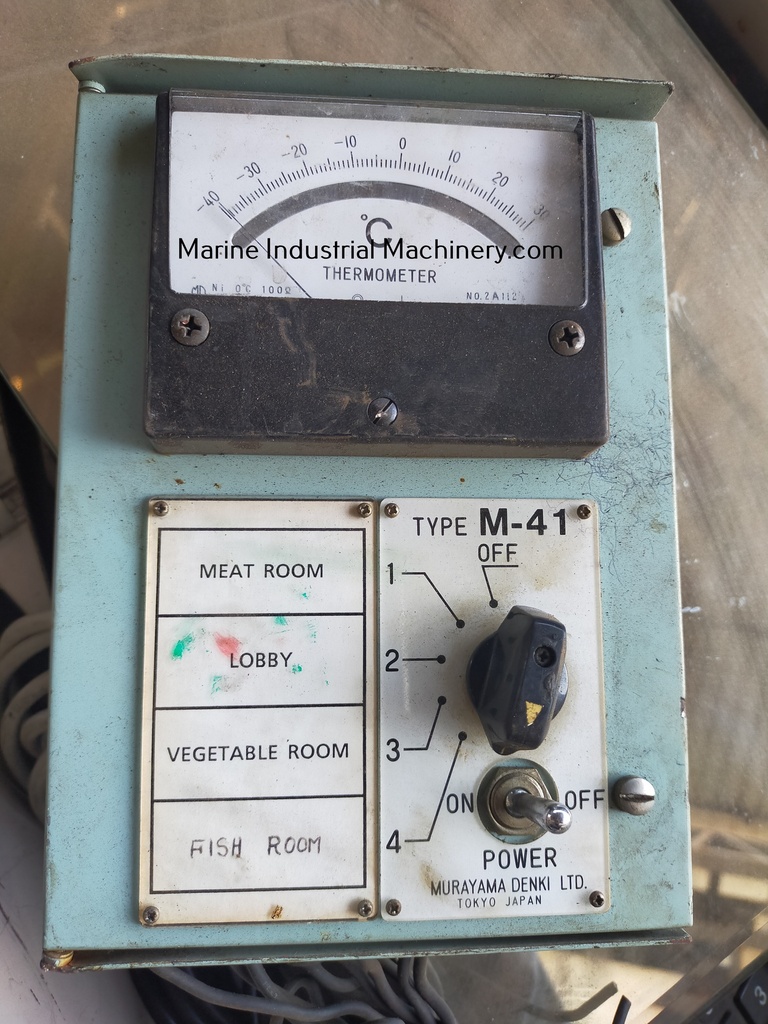 -40 -30 -20 -10 0 10 20 30
°C
Marine Industrial Machinery.com
THERMOMETER
Ni 0°C 100Ω
NO.2A112
TYPE M-41
OFF
1
2
3
4
MEAT ROOM
LOBBY
VEGETABLE ROOM
FISH ROOM
ON OFF
POWER
MURAYAMA DENKI LTD.
TOKYO JAPAN